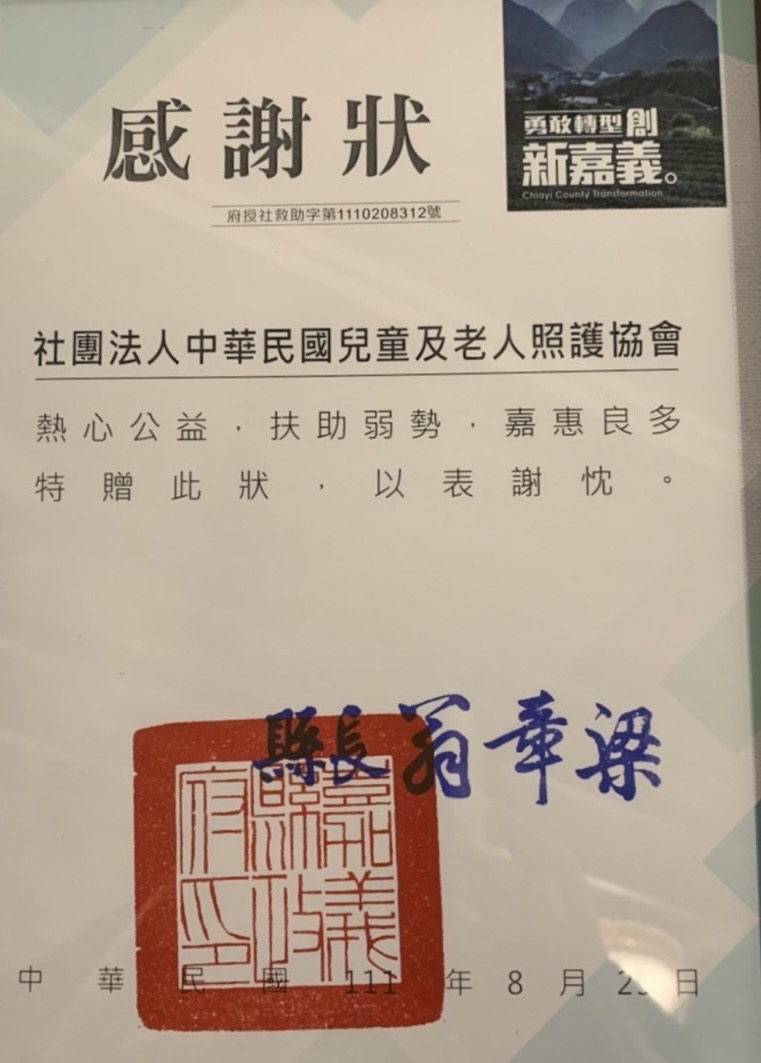 感謝狀
勇敢轉型創
新嘉義。
Chiayi County Transformation
府授社救助字第1110208312號
社團法人中華民國兒童及老人照護協會
熱心公益，扶助弱勢，嘉惠良多
特贈此狀，以表謝忱。
縣長翁章梁
嘉義縣政府印
中華民國111年8月2日